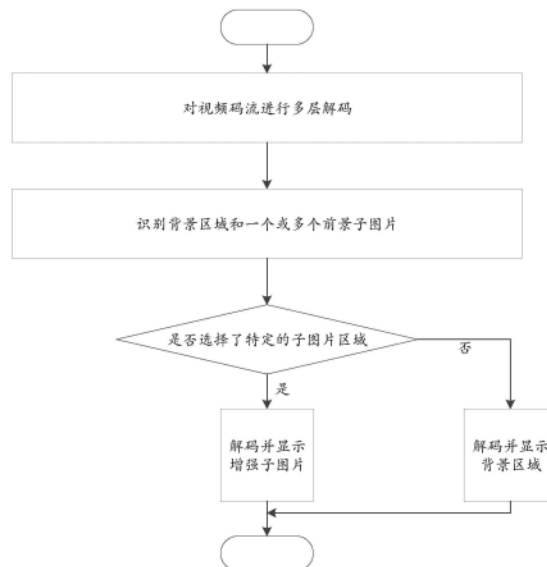 对视频码流进行多层解码
识别背景区域和一个或多个前景子图片
是否选择了特定的子图片区域
否
是
解码并显示
增强子图片
解码并显示
背景区域